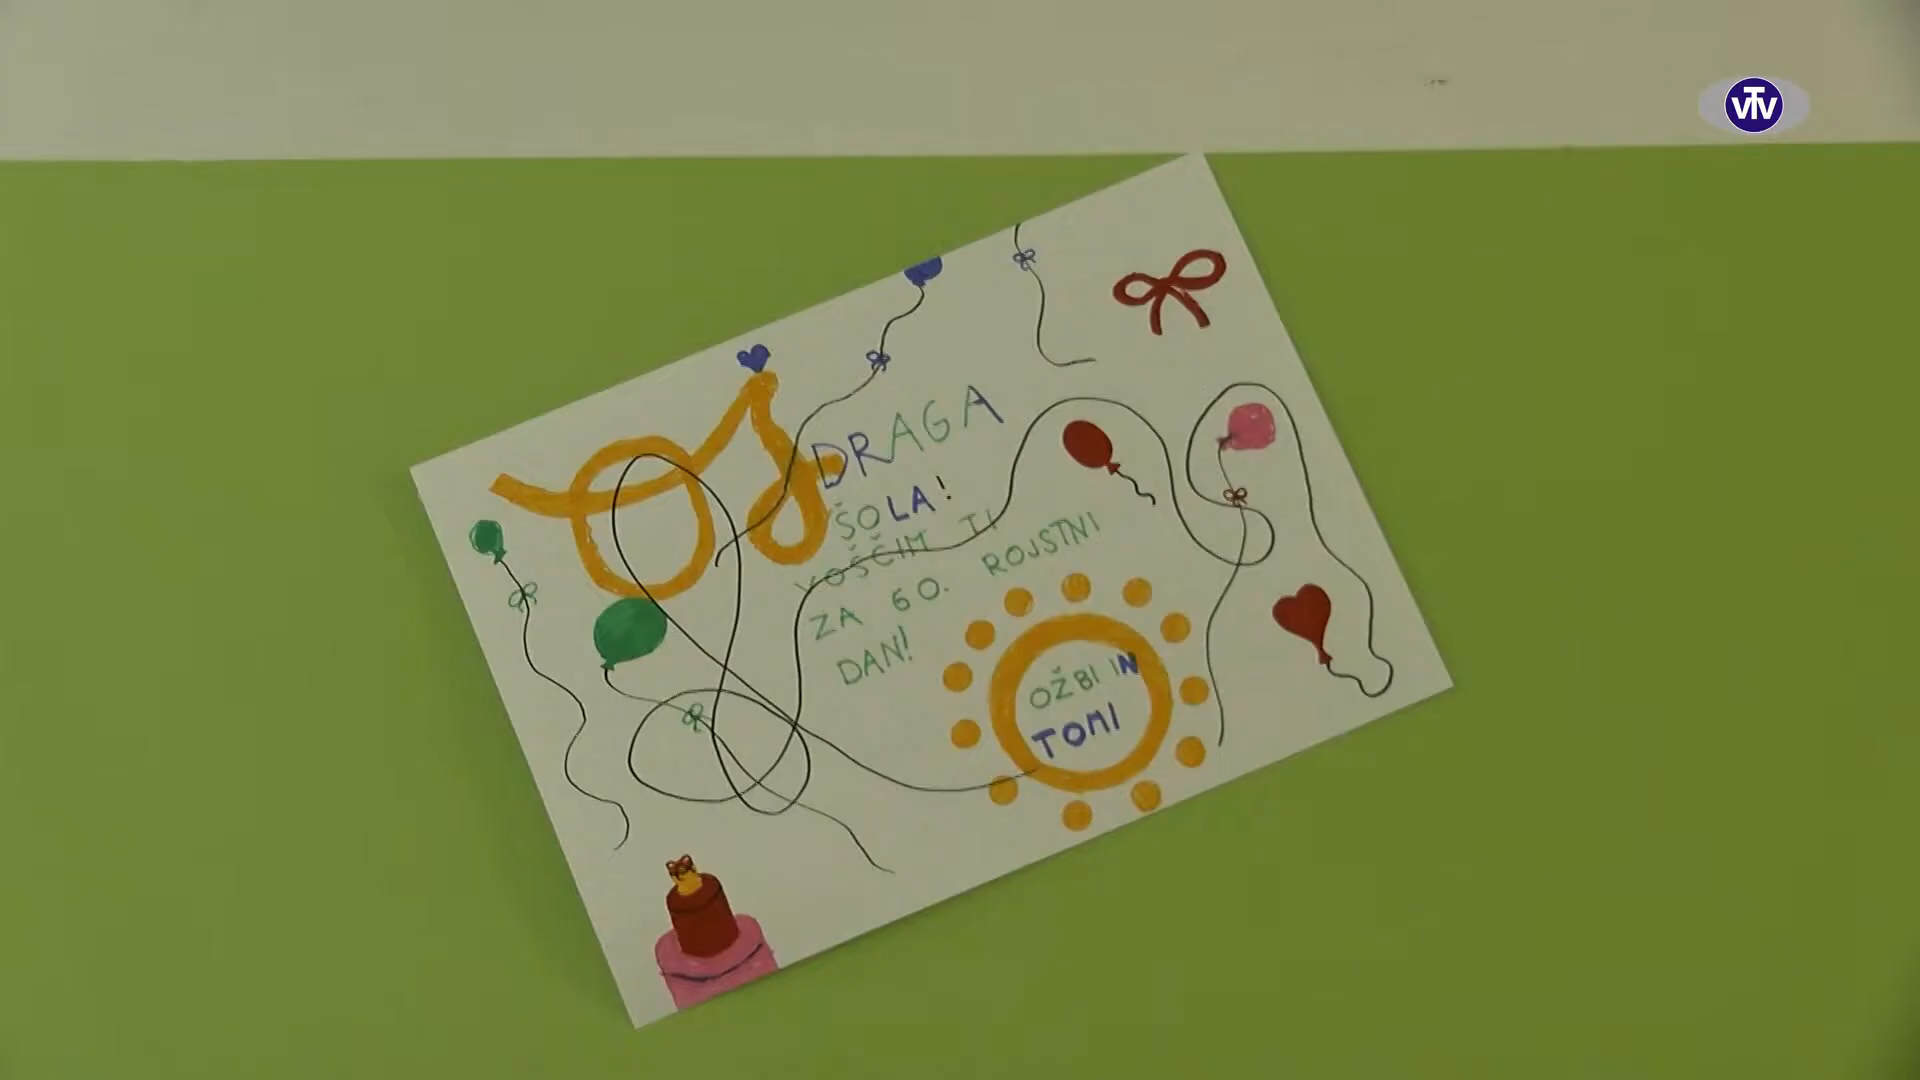 VTV
OŠ
DRAGA
ŠOLA!
VOŠČIM TI
ZA 60. ROJSTNI
DAN!
OŽBI IN
TOMI